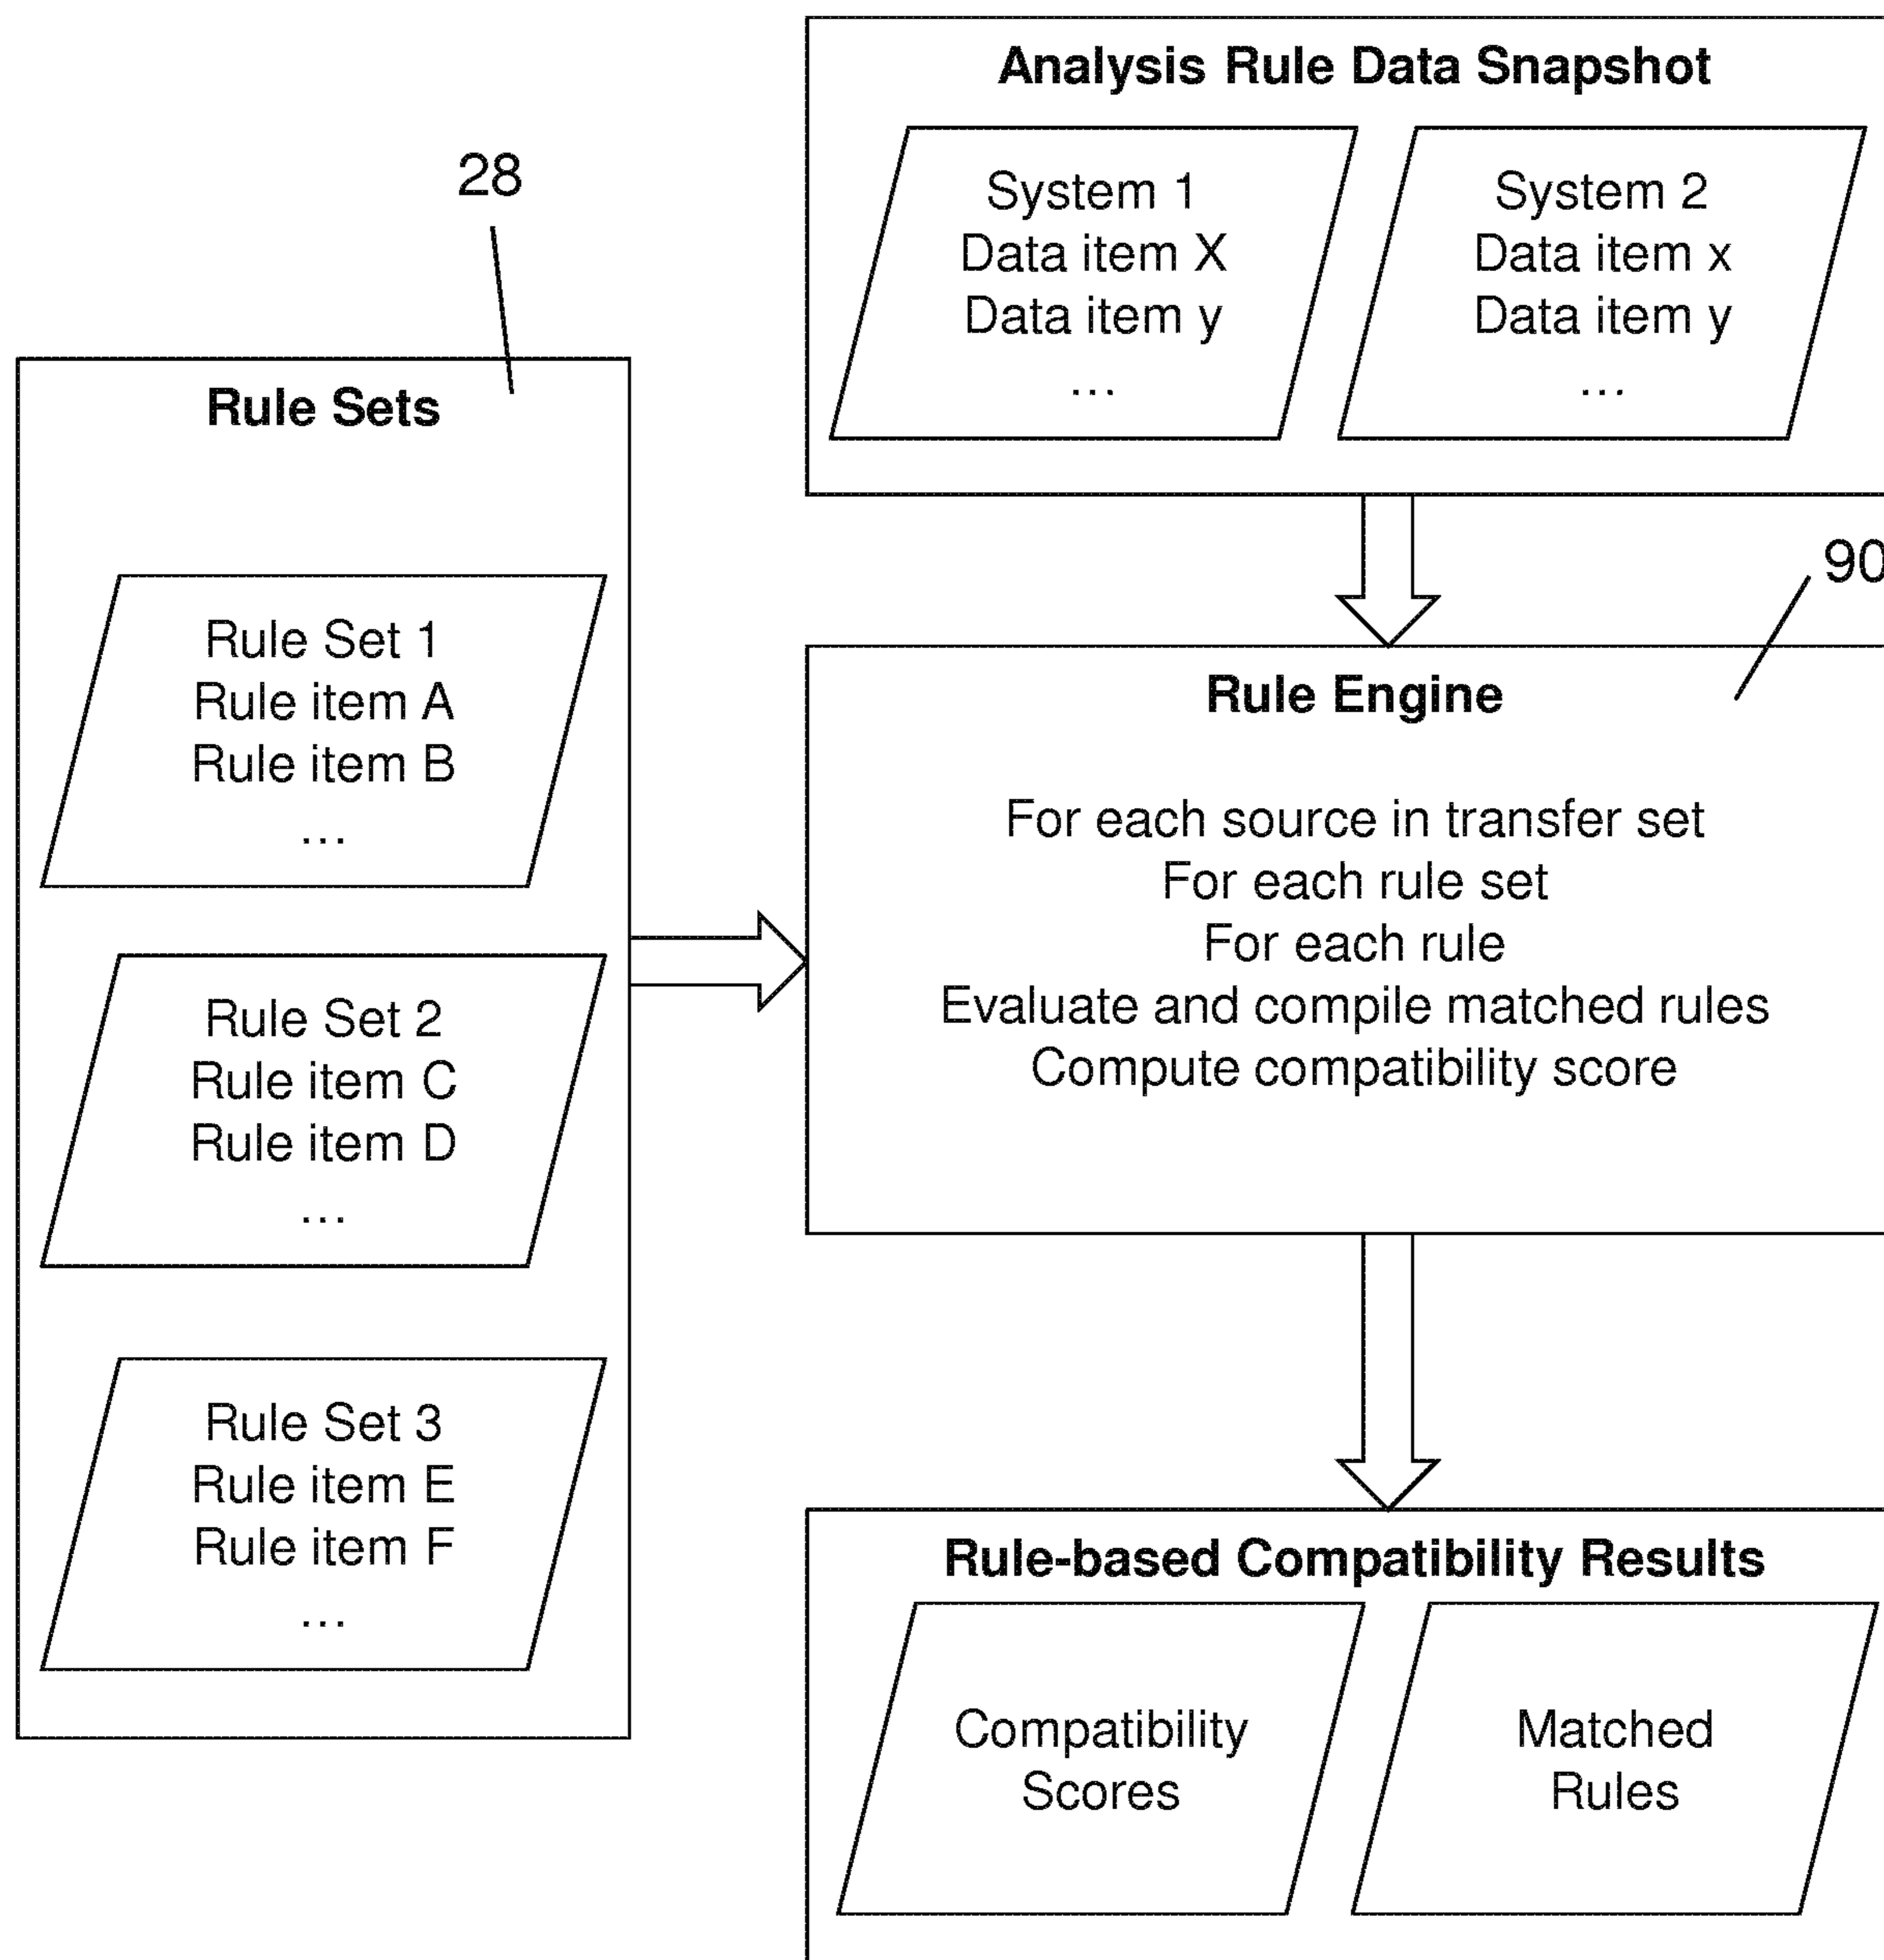 Analysis Rule Data Snapshot
System 1
Data item X
Data item y
...
System 2
Data item x
Data item y
...
28
Rule Sets
Rule Set 1
Rule item A
Rule item B
...
Rule Set 2
Rule item C
Rule item D
...
Rule Set 3
Rule item E
Rule item F
...
90
Rule Engine
For each source in transfer set
For each rule set
For each rule
Evaluate and compile matched rules
Compute compatibility score
Rule-based Compatibility Results
Compatibility
Scores
Matched
Rules